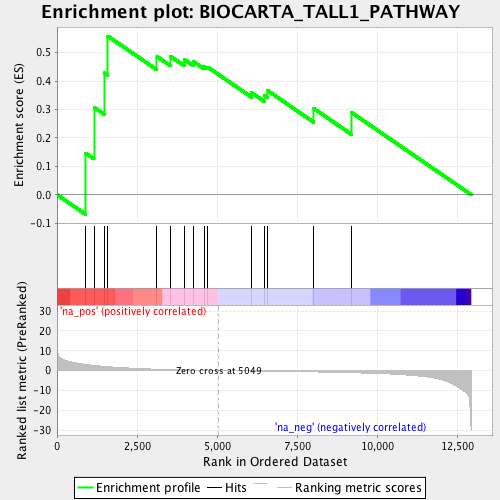 Enrichment plot: BIOCARTA_TALL1_PATHWAY
Enrichment score (ES)
0.5
0.4
0.3
0.2
0.1
0.0
-0.1
'na_pos' (positively correlated)
Ranked list metric (PreRanked)
30
20
10
0
-10
-20
-30
Zero cross at 5049
'na_neg' (negatively correlated)
0 2,500 5,000 7,500 10,000 12,500
Rank in Ordered Dataset
Enrichment profile Hits Ranking metric scores